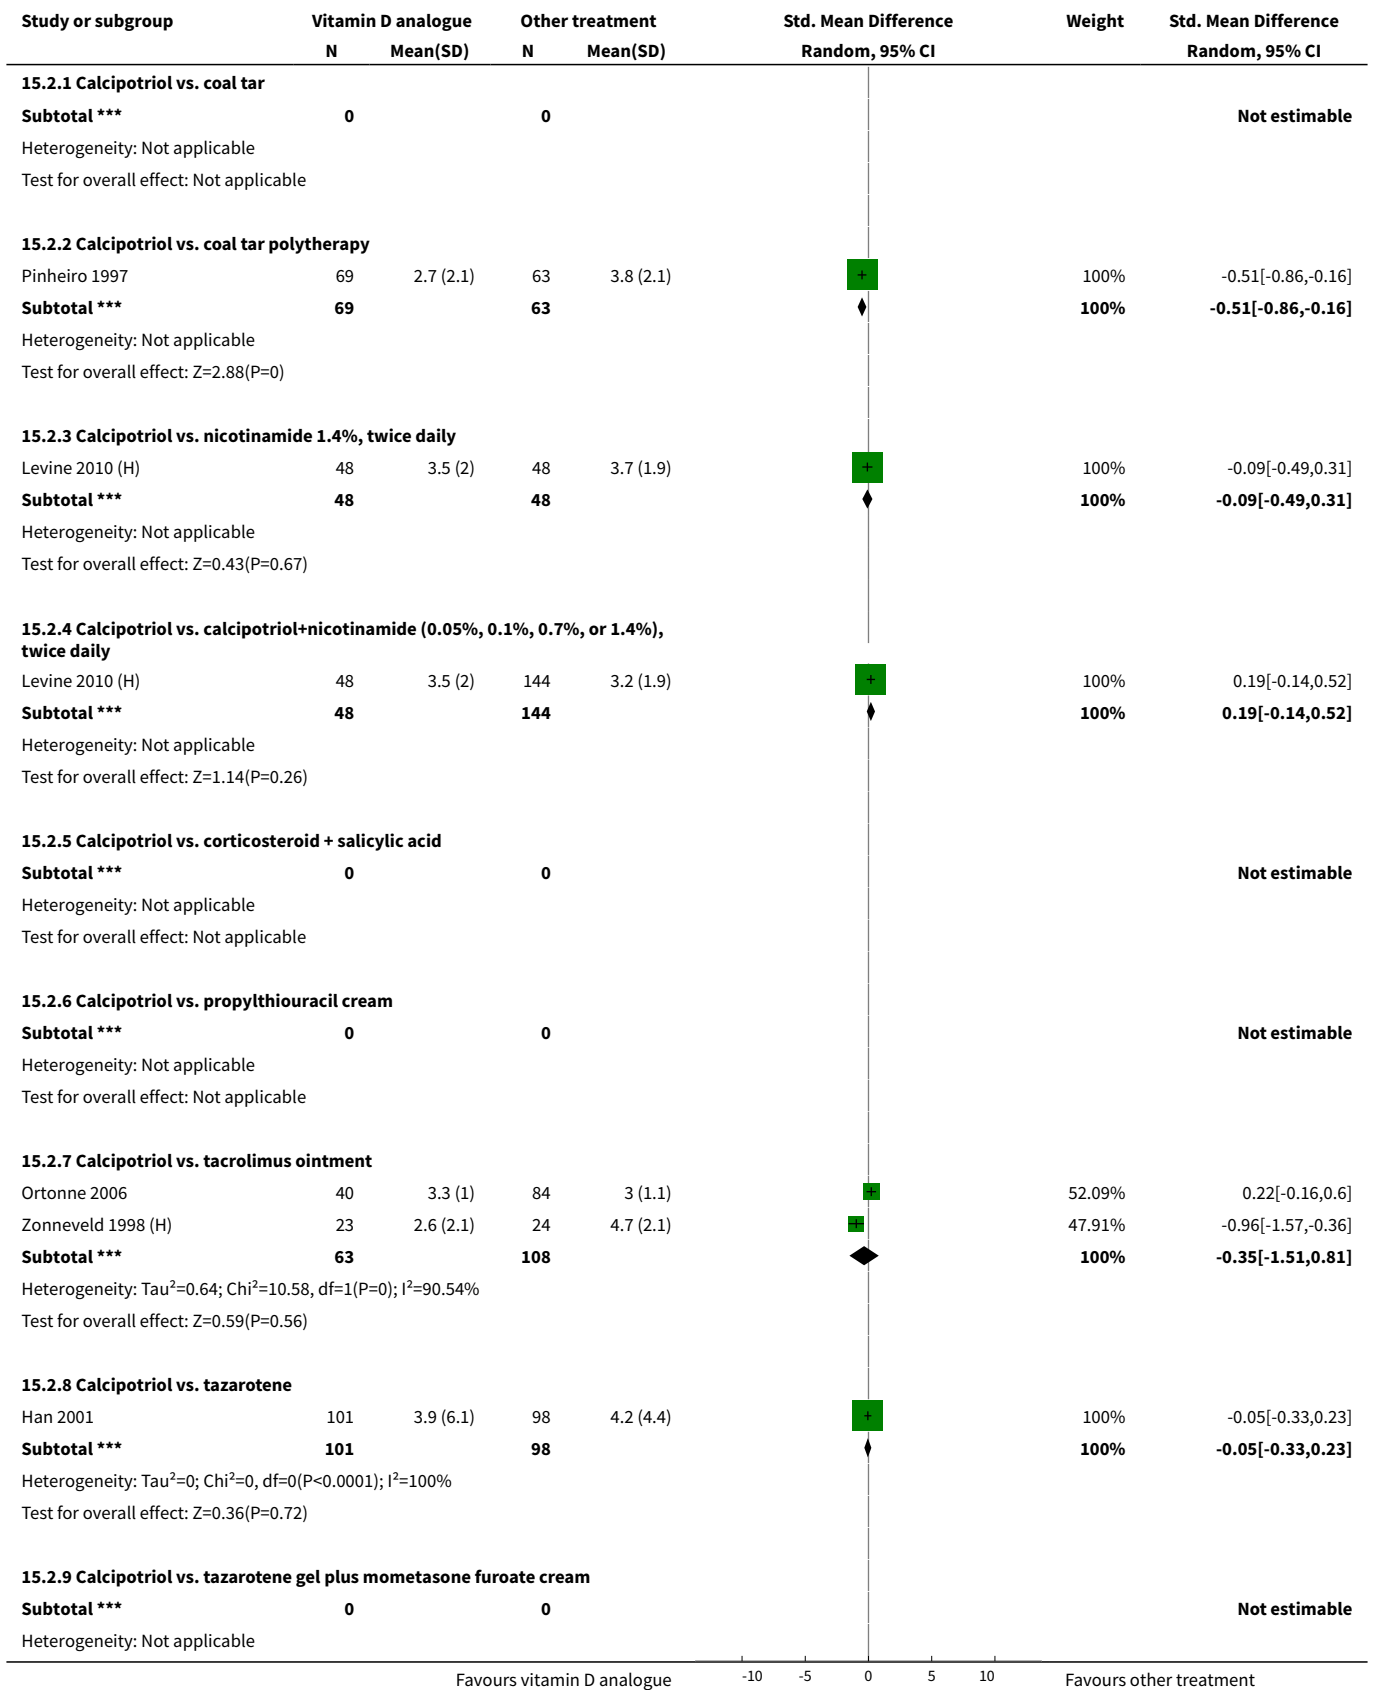 Study or subgroup Vitamin D analogue Other treatment Std. Mean Difference Weight Std. Mean Difference
N Mean(SD) N Mean(SD) Random, 95% CI Random, 95% CI
15.2.1 Calcipotriol vs. coal tar
Subtotal *** 0 0 Not estimable
Heterogeneity: Not applicable
Test for overall effect: Not applicable
15.2.2 Calcipotriol vs. coal tar polytherapy
Pinheiro 1997 69 2.7 (2.1) 63 3.8 (2.1) 100% -0.51[-0.86,-0.16]
Subtotal *** 69 63 100% -0.51[-0.86,-0.16]
Heterogeneity: Not applicable
Test for overall effect: Z=2.88(P=0)
15.2.3 Calcipotriol vs. nicotinamide 1.4%, twice daily
Levine 2010 (H) 48 3.5 (2) 48 3.7 (1.9) 100% -0.09[-0.49,0.31]
Subtotal *** 48 48 100% -0.09[-0.49,0.31]
Heterogeneity: Not applicable
Test for overall effect: Z=0.43(P=0.67)
15.2.4 Calcipotriol vs. calcipotriol+nicotinamide (0.05%, 0.1%, 0.7%, or 1.4%),
twice daily
Levine 2010 (H) 48 3.5 (2) 144 3.2 (1.9) 100% 0.19[-0.14,0.52]
Subtotal *** 48 144 100% 0.19[-0.14,0.52]
Heterogeneity: Not applicable
Test for overall effect: Z=1.14(P=0.26)
15.2.5 Calcipotriol vs. corticosteroid + salicylic acid
Subtotal *** 0 0 Not estimable
Heterogeneity: Not applicable
Test for overall effect: Not applicable
15.2.6 Calcipotriol vs. propylthiouracil cream
Subtotal *** 0 0 Not estimable
Heterogeneity: Not applicable
Test for overall effect: Not applicable
15.2.7 Calcipotriol vs. tacrolimus ointment
Ortonne 2006 40 3.3 (1) 84 3 (1.1) 52.09% 0.22[-0.16,0.6]
Zonneveld 1998 (H) 23 2.6 (2.1) 24 4.7 (2.1) 47.91% -0.96[-1.57,-0.36]
Subtotal *** 63 108 100% -0.35[-1.51,0.81]
Heterogeneity: Tau²=0.64; Chi²=10.58, df=1(P=0); I²=90.54%
Test for overall effect: Z=0.59(P=0.56)
15.2.8 Calcipotriol vs. tazarotene
Han 2001 101 3.9 (6.1) 98 4.2 (4.4) 100% -0.05[-0.33,0.23]
Subtotal *** 101 98 100% -0.05[-0.33,0.23]
Heterogeneity: Tau²=0; Chi²=0, df=0(P<0.0001); I²=100%
Test for overall effect: Z=0.36(P=0.72)
15.2.9 Calcipotriol vs. tazarotene gel plus mometasone furoate cream
Subtotal *** 0 0 Not estimable
Heterogeneity: Not applicable
Favours vitamin D analogue -10 -5 0 5 10 Favours other treatment